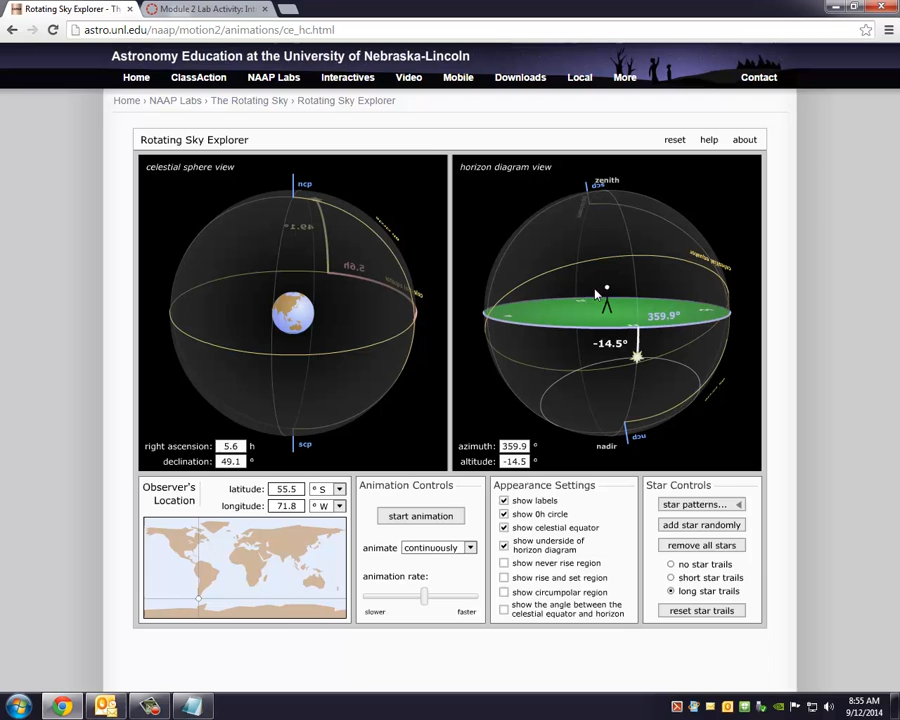 Rotating Sky Explorer - Th
Module 2 Lab Activity: Int
astro.unl.edu/naap/motion2/animations/ce_hc.html
Astronomy Education at the University of Nebraska-Lincoln
Home ClassAction NAAP Labs Interactives Video Mobile Downloads Local More Contact
Home › NAAP Labs › The Rotating Sky › Rotating Sky Explorer
Rotating Sky Explorer reset help about
celestial sphere view
ncp
49.1°
5.6h
scp
right ascension: 5.6 h
declination: 49.1 °
horizon diagram view
zenith
scp
celestial equator
359.9°
-14.5°
ncp
nadir
azimuth: 359.9 °
altitude: -14.5 °
Observer's
Location
latitude: 55.5 ° S
longitude: 71.8 ° W
Animation Controls
start animation
animate continuously
animation rate:
slower faster
Appearance Settings
show labels
show 0h circle
show celestial equator
show underside of
horizon diagram
show never rise region
show rise and set region
show circumpolar region
show the angle between the
celestial equator and horizon
Star Controls
star patterns...
add star randomly
remove all stars
no star trails
short star trails
long star trails
reset star trails
8:55 AM
9/12/2014